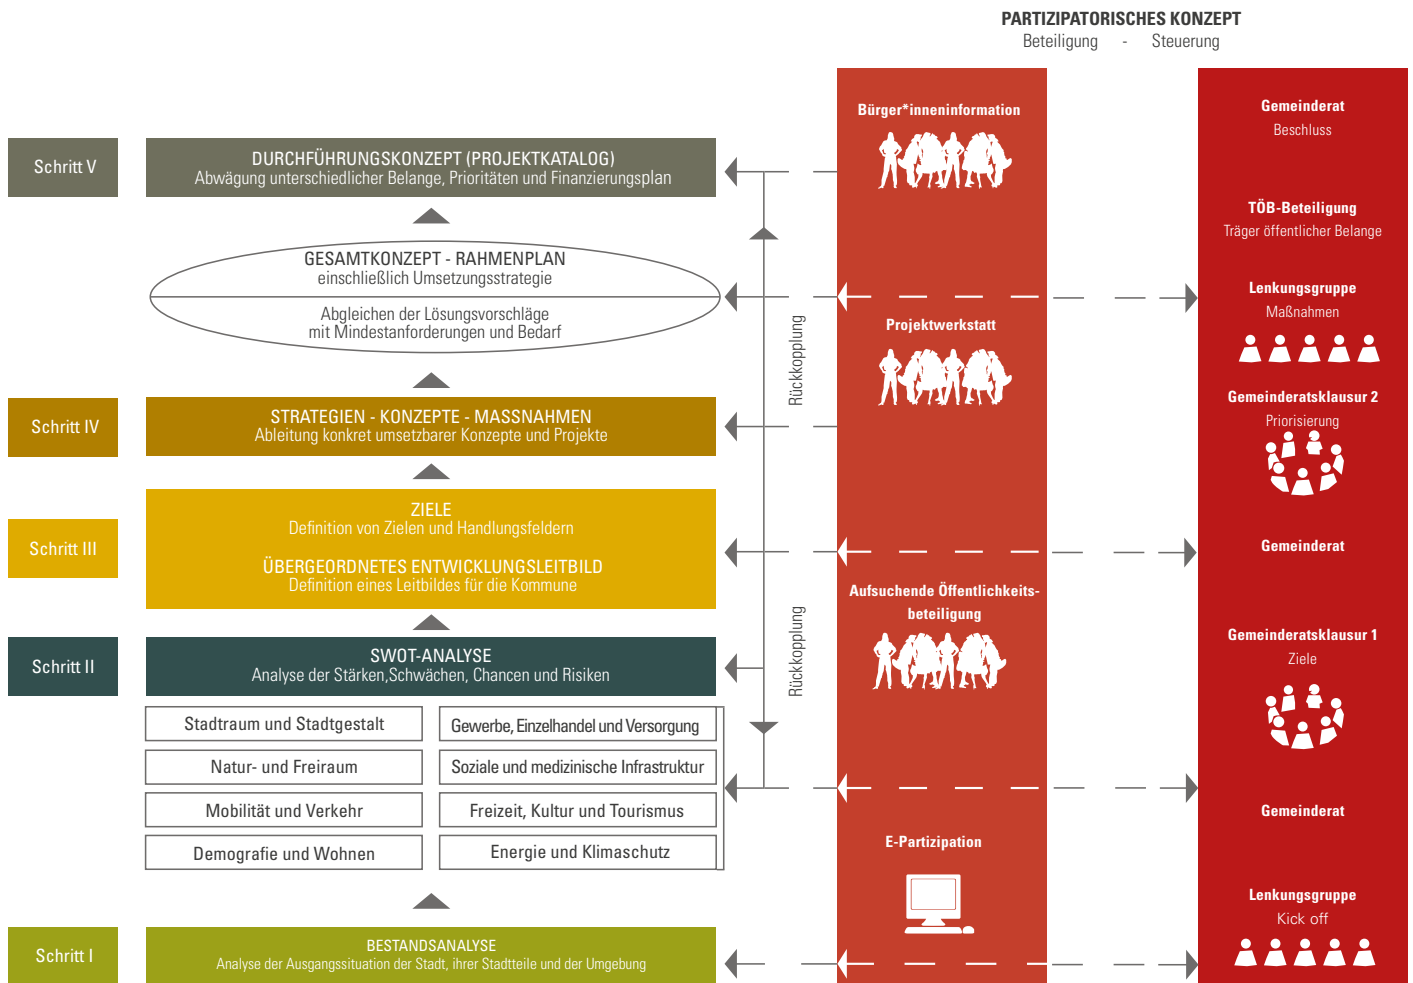 PARTIZIPATORISCHES KONZEPT
Beteiligung - Steuerung
Schritt V
DURCHFÜHRUNGSKONZEPT (PROJEKTKATALOG)
Abwägung unterschiedlicher Belange, Prioritäten und Finanzierungsplan
GESAMTKONZEPT - RAHMENPLAN
einschließlich Umsetzungsstrategie
Abgleichen der Lösungsvorschläge
mit Mindestanforderungen und Bedarf
Schritt IV
STRATEGIEN - KONZEPTE - MASSNAHMEN
Ableitung konkret umsetzbarer Konzepte und Projekte
Schritt III
ZIELE
Definition von Zielen und Handlungsfeldern
ÜBERGEORDNETES ENTWICKLUNGSLEITBILD
Definition eines Leitbildes für die Kommune
Schritt II
SWOT-ANALYSE
Analyse der Stärken,Schwächen, Chancen und Risiken
Stadtraum und Stadtgestalt
Gewerbe, Einzelhandel und Versorgung
Natur- und Freiraum
Soziale und medizinische Infrastruktur
Mobilität und Verkehr
Freizeit, Kultur und Tourismus
Demografie und Wohnen
Energie und Klimaschutz
Schritt I
BESTANDSANALYSE
Analyse der Ausgangssituation der Stadt, ihrer Stadtteile und der Umgebung
Rückkopplung
Rückkopplung
Bürger*inneninformation
Projektwerkstatt
Aufsuchende Öffentlichkeits-
beteiligung
E-Partizipation
Gemeinderat
Beschluss
TÖB-Beteiligung
Träger öffentlicher Belange
Lenkungsgruppe
Maßnahmen
Gemeinderatsklausur 2
Priorisierung
Gemeinderat
Gemeinderatsklausur 1
Ziele
Gemeinderat
Lenkungsgruppe
Kick off